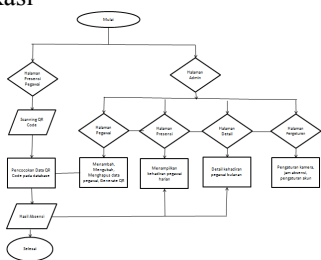 kasi
Mulai
Halaman
Presensi
Pegawai
Halaman
Admin
Scanning QR
Code
Halaman
Pegawai
Halaman
Presensi
Halaman
Detail
Halaman
Pengaturan
Pencocokan Data QR
Code pada database
Menambah,
Mengubah,
Menghapus data
pegawai, Generate QR
Menampilkan
kehadiran pegawai
harian
Detail kehadiran
pegawai bulanan
Pengaturan kamera,
jam absensi,
pengaturan akun
Hasil Absensi
Selesai